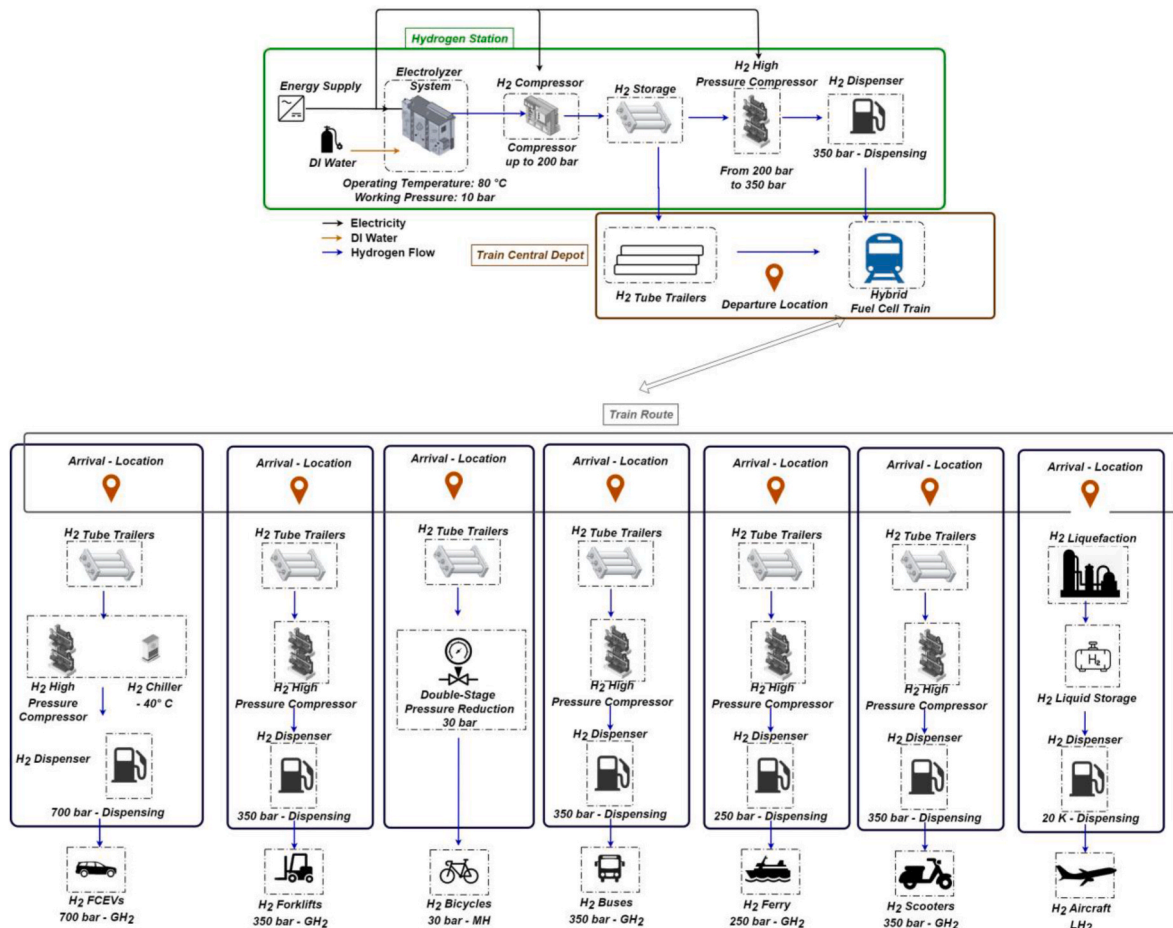 Hydrogen Station
Energy Supply
Electrolyzer
System
H2 Compressor
H2 Storage
H2 High
Pressure Compressor
H2 Dispenser
DI Water
Compressor
up to 200 bar
350 bar - Dispensing
From 200 bar
to 350 bar
Operating Temperature: 80 °C
Working Pressure: 10 bar
Electricity
DI Water
Hydrogen Flow
Train Central Depot
H2 Tube Trailers
Departure Location
Hybrid
Fuel Cell Train
Train Route
Arrival - Location
H2 Tube Trailers
H2 High
Pressure
Compressor
H2 Chiller
- 40° C
H2 Dispenser
700 bar - Dispensing
H2 FCEVs
700 bar - GH2
Arrival - Location
H2 Tube Trailers
H2 High
Pressure Compressor
H2 Dispenser
350 bar - Dispensing
H2 Forklifts
350 bar - GH2
Arrival - Location
H2 Tube Trailers
Double-Stage
Pressure Reduction
30 bar
H2 Bicycles
30 bar - MH
Arrival - Location
H2 Tube Trailers
H2 High
Pressure Compressor
H2 Dispenser
350 bar - Dispensing
H2 Buses
350 bar - GH2
Arrival - Location
H2 Tube Trailers
H2 High
Pressure Compressor
H2 Dispenser
250 bar - Dispensing
H2 Ferry
250 bar - GH2
Arrival - Location
H2 Tube Trailers
H2 High
Pressure Compressor
H2 Dispenser
350 bar - Dispensing
H2 Scooters
350 bar - GH2
Arrival - Location
H2 Liquefaction
H2
H2 Liquid Storage
H2 Dispenser
20 K - Dispensing
H2 Aircraft
LH2